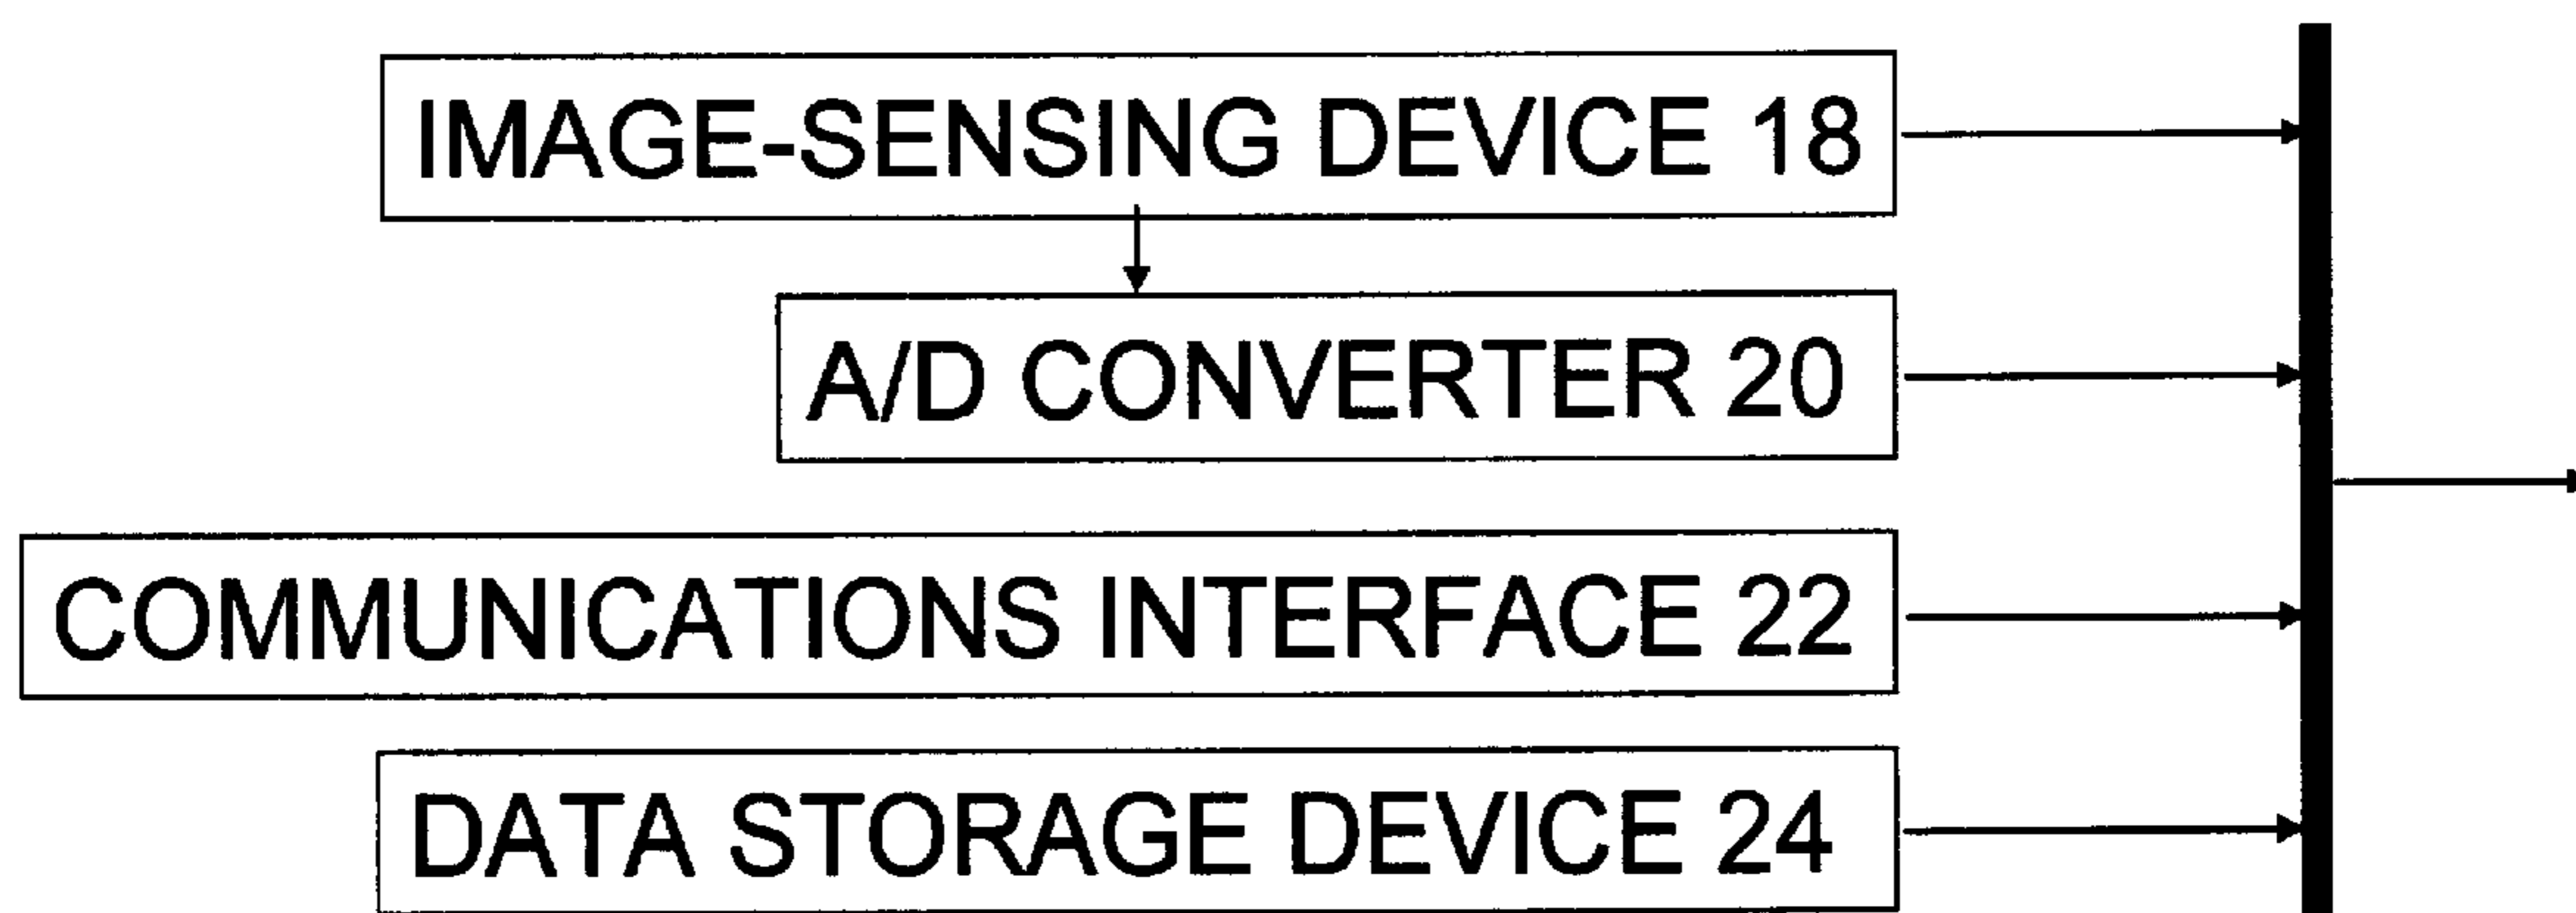 IMAGE-SENSING DEVICE 18
A/D CONVERTER 20
COMMUNICATIONS INTERFACE 22
DATA STORAGE DEVICE 24